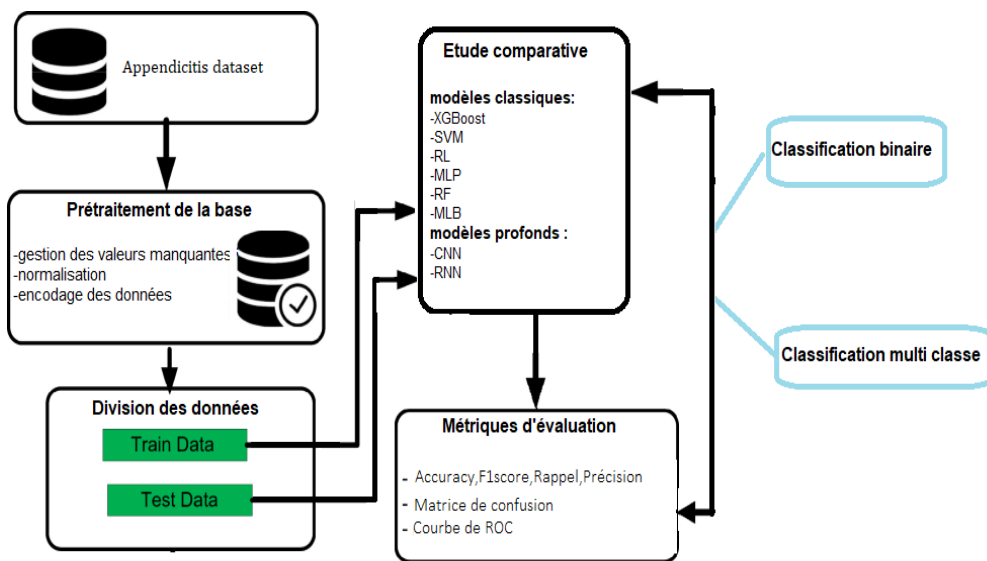 Appendicitis dataset
Prétraitement de la base
-gestion des valeurs manquantes
-normalisation
-encodage des données
Division des données
Train Data
Test Data
Etude comparative
modèles classiques:
-XGBoost
-SVM
-RL
-MLP
-RF
-MLB
modèles profonds :
-CNN
-RNN
Métriques d'évaluation
- Accuracy,F1score,Rappel,Précision
- Matrice de confusion
- Courbe de ROC
Classification binaire
Classification multi classe